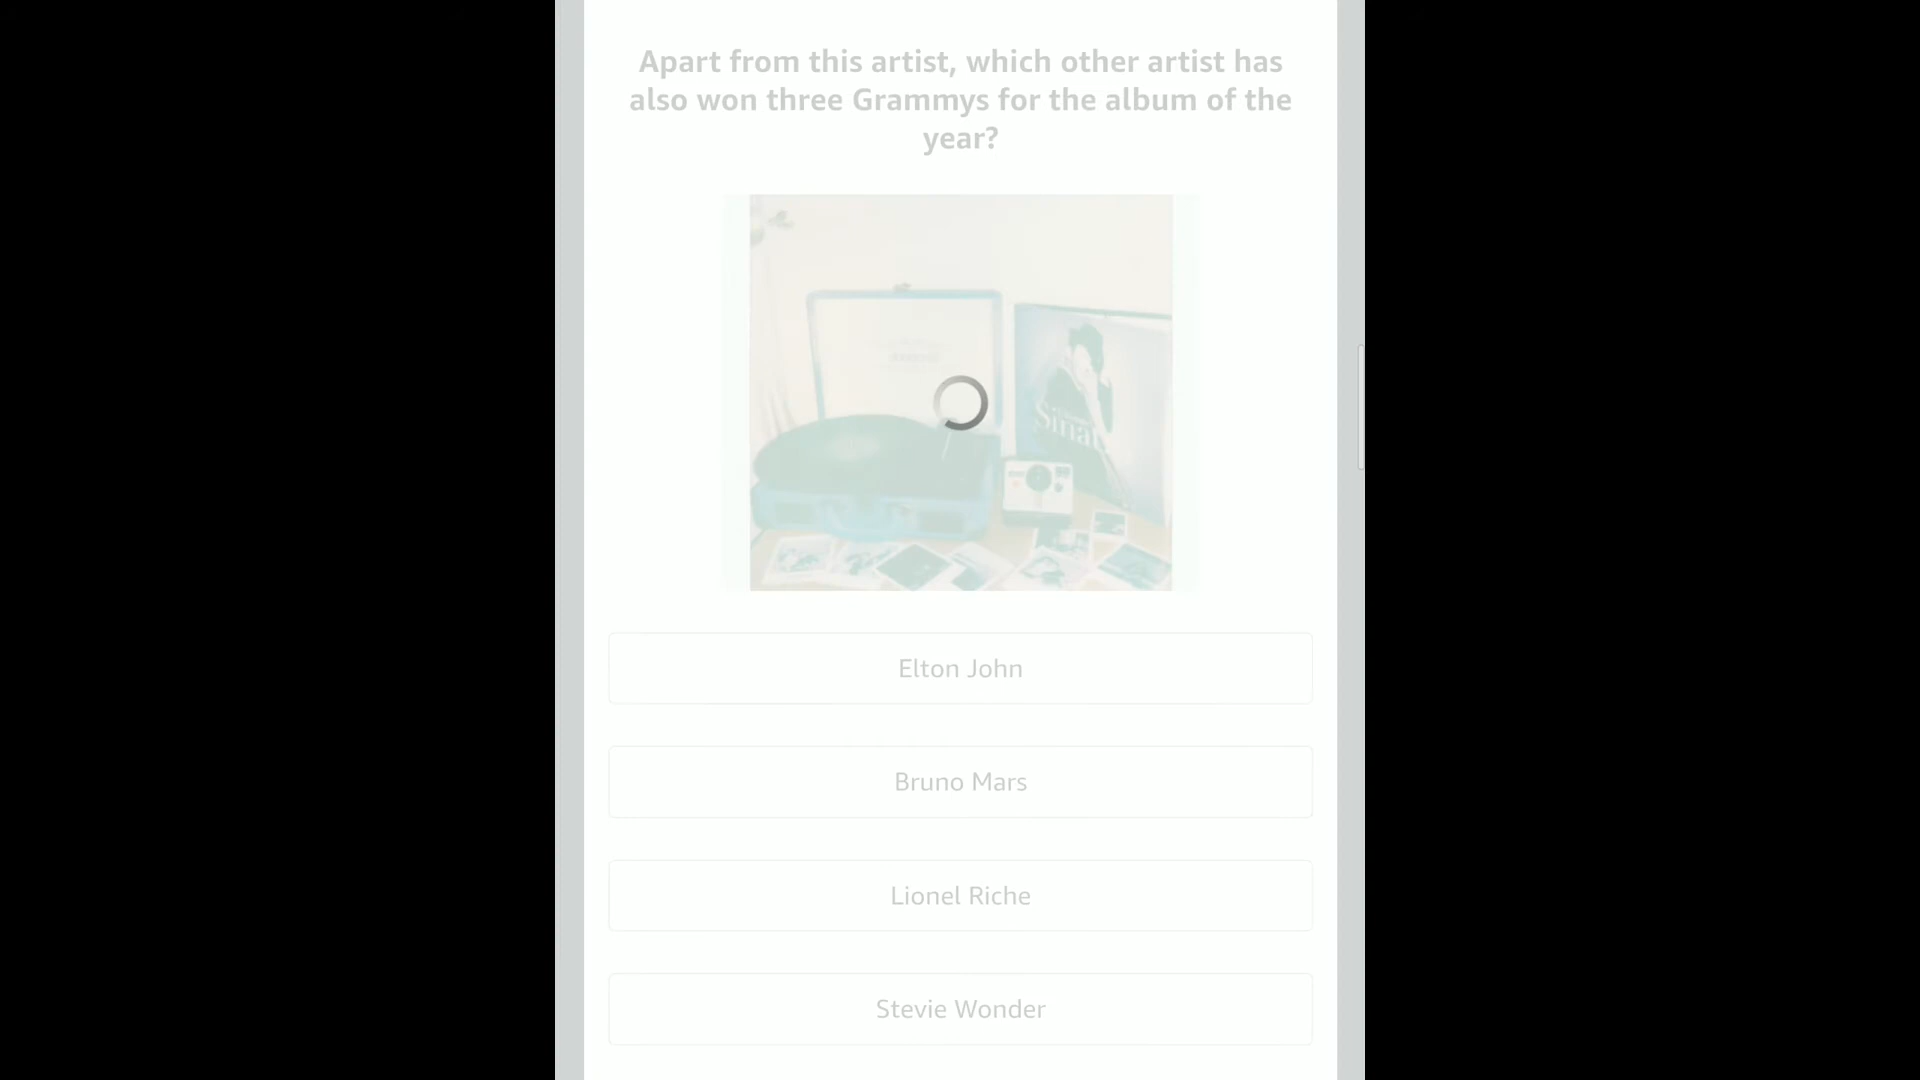 Apart from this artist, which other artist has
also won three Grammys for the album of the
year?
Sinat
Elton John
Bruno Mars
Lionel Riche
Stevie Wonder